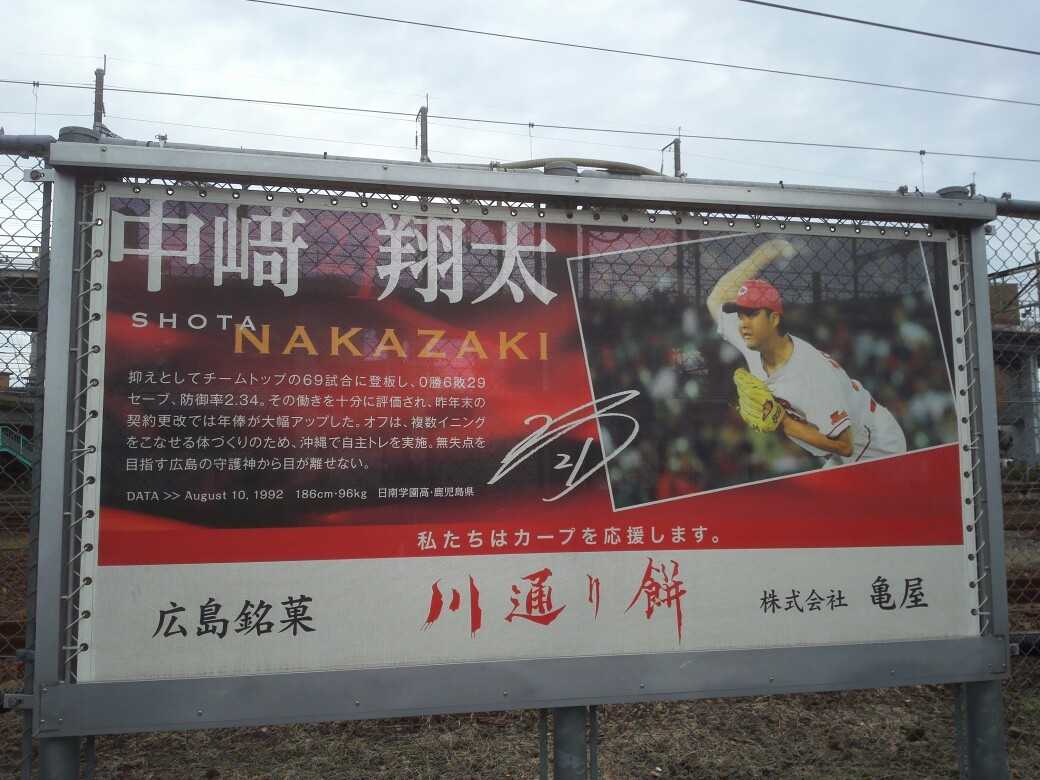 中﨑 翔太
SHOTA
NAKAZAKI
抑えとしてチームトップの69試合に登板し、0勝6敗29
セーブ、防御率2.34。その働きを十分に評価され、昨年末の
契約更改では年俸が大幅アップした。オフは、複数イニング
をこなせる体づくりのため、沖縄で自主トレを実施。無失点を
目指す広島の守護神から目が離せない。
DATA >> August 10, 1992 186cm・96kg 日南学園高・鹿児島県
21
私たちはカープを応援します。
広島銘菓 川通り餅 株式会社 亀屋